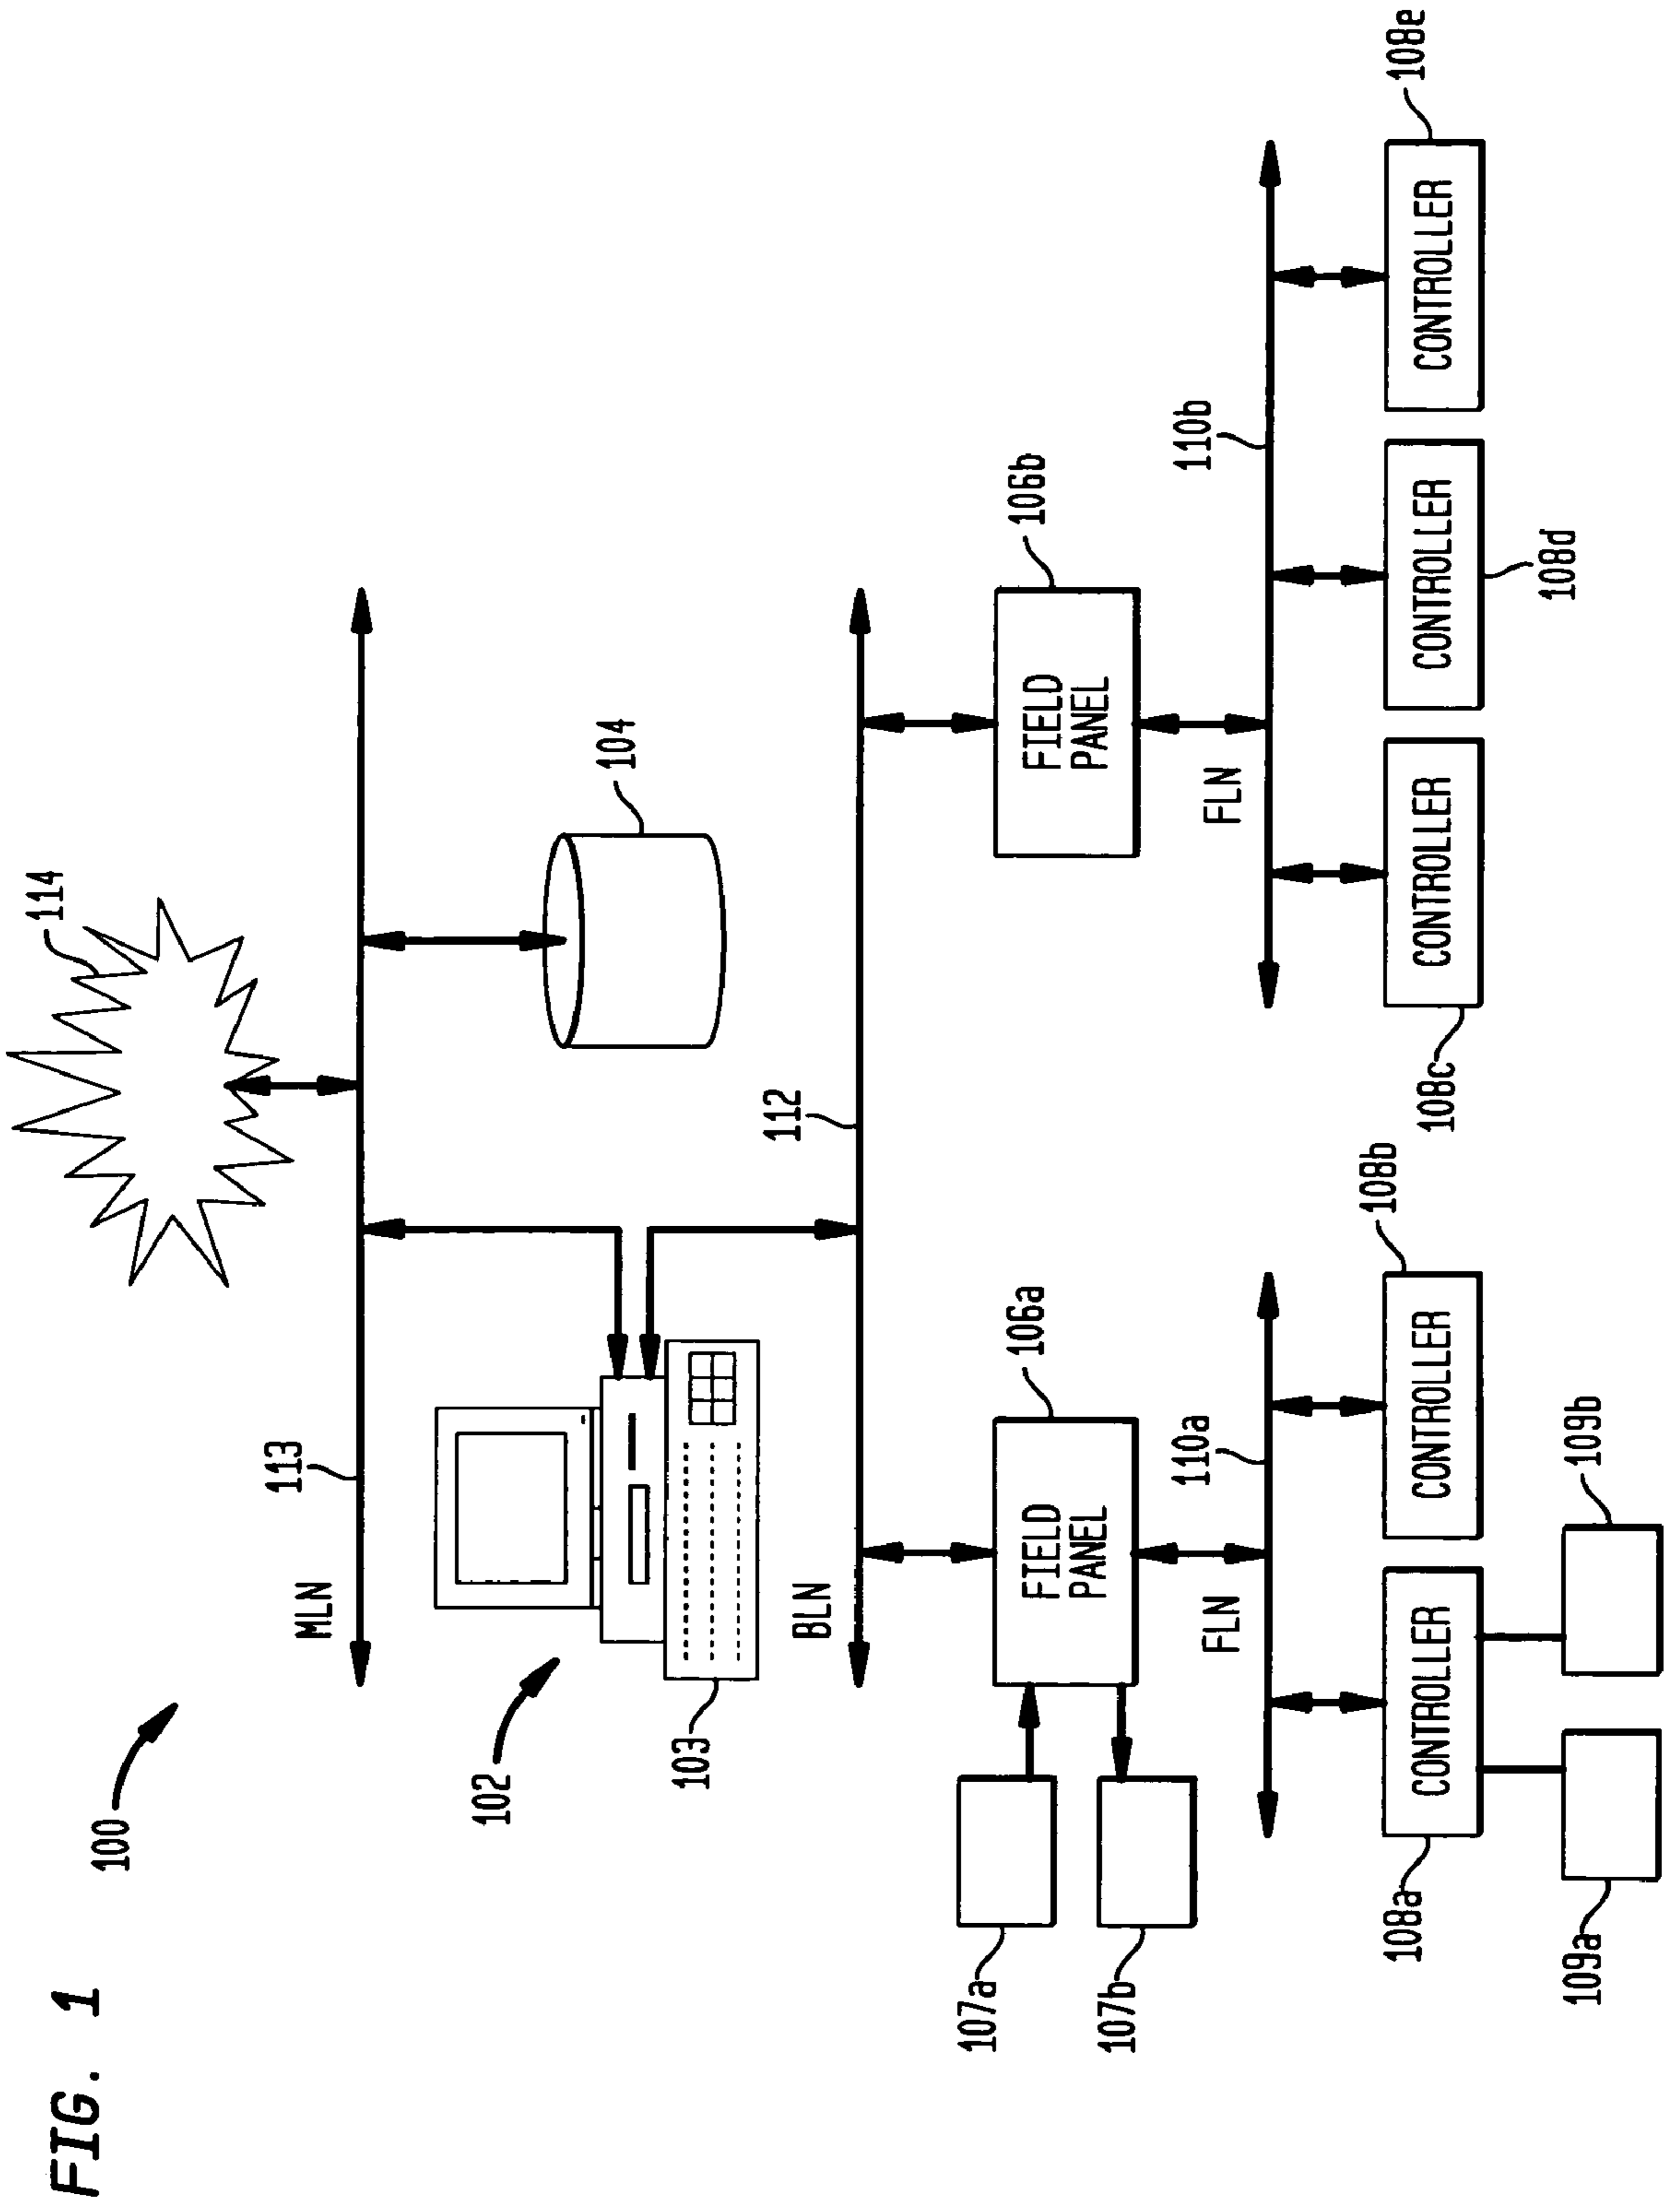 FIG. 1
100
114
MLN
113
102
103
104
BLN
112
106a
FIELD
PANEL
106b
FIELD
PANEL
107a
107b
FLN
110a
FLN
110b
108a
CONTROLLER
108b
CONTROLLER
108c
CONTROLLER
108d
CONTROLLER
108e
CONTROLLER
109a
109b